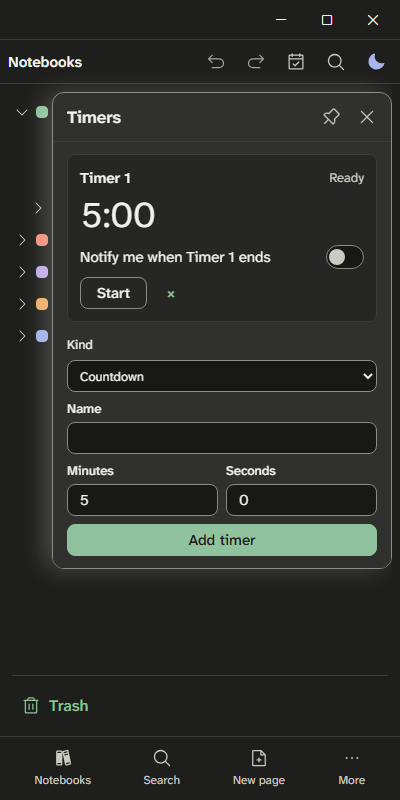 Notebooks
Timers
Timer 1
Ready
5:00
Notify me when Timer 1 ends
Start
×
Kind
Countdown
Name
Minutes
Seconds
5
0
Add timer
Trash
Notebooks
Search
New page
More